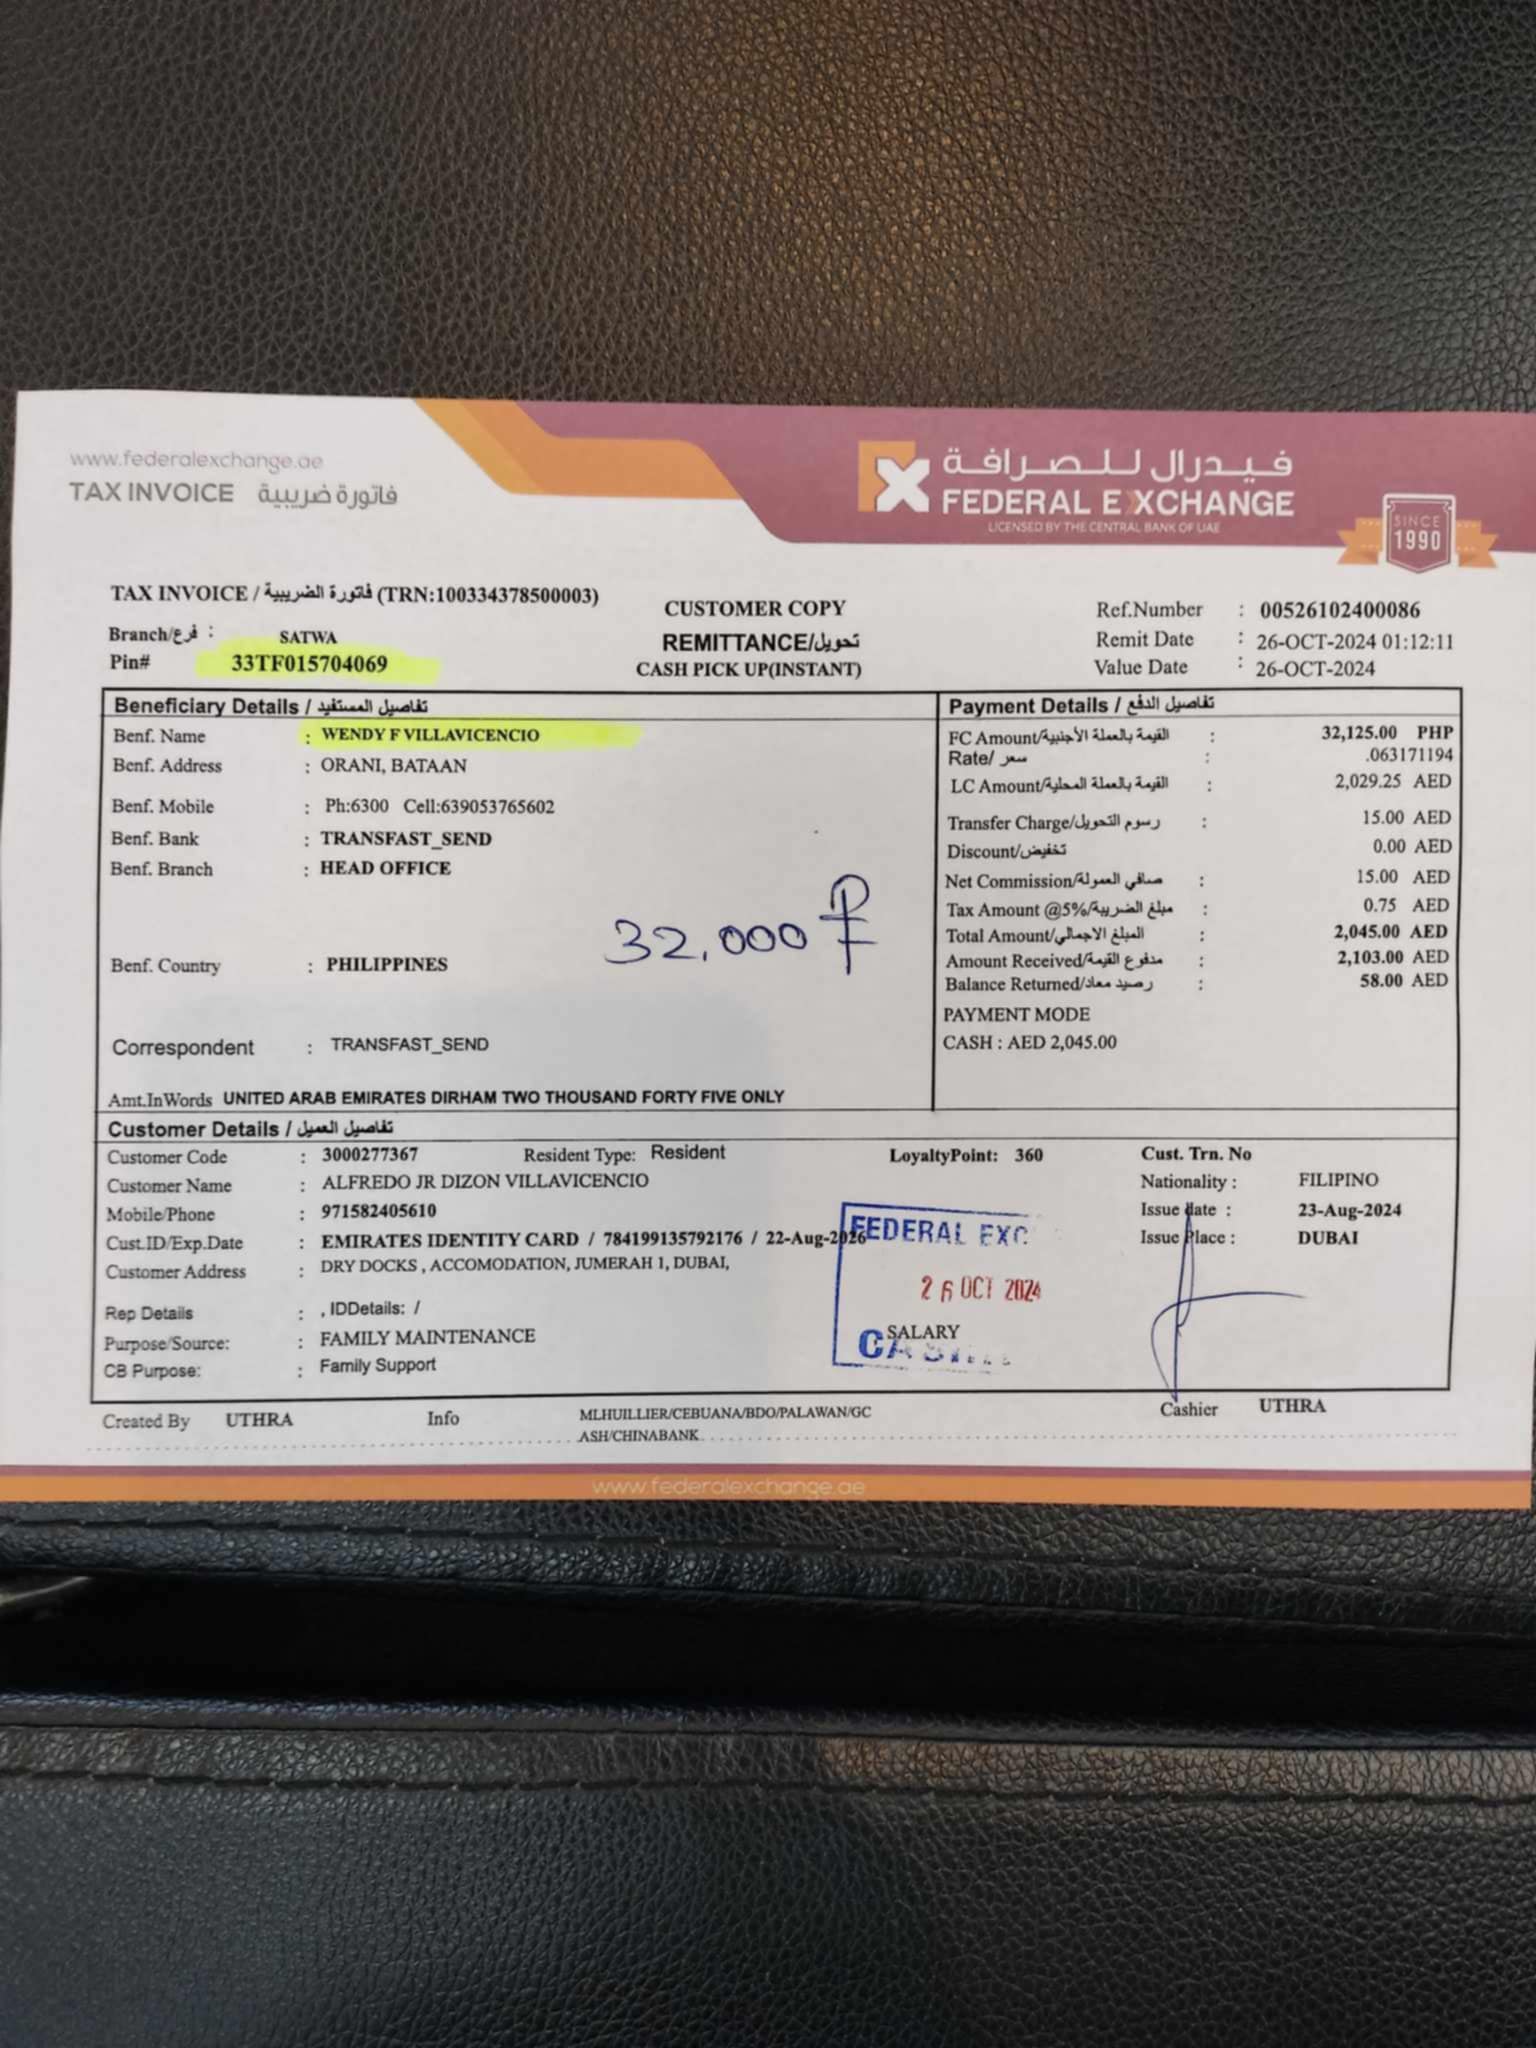 www.federalexchange.ae
TAX INVOICE فاتورة ضريبية
فيدرال للصرافة
FEDERAL EXCHANGE
LICENSED BY THE CENTRAL BANK OF UAE
SINCE
1990
TAX INVOICE / فاتورة الضريبية (TRN:100334378500003)
Branch/فرع : SATWA
Pin# 33TF015704069
CUSTOMER COPY
REMITTANCE/تحويل
CASH PICK UP(INSTANT)
Ref.Number : 00526102400086
Remit Date : 26-OCT-2024 01:12:11
Value Date : 26-OCT-2024
Beneficiary Details / تفاصيل المستفيد
Benf. Name : WENDY F VILLAVICENCIO
Benf. Address : ORANI, BATAAN
Benf. Mobile : Ph:6300 Cell:639053765602
Benf. Bank : TRANSFAST_SEND
Benf. Branch : HEAD OFFICE
32.000 ₱
Benf. Country : PHILIPPINES
Correspondent : TRANSFAST_SEND
Amt.InWords UNITED ARAB EMIRATES DIRHAM TWO THOUSAND FORTY FIVE ONLY
Payment Details / تفاصيل الدفع
FC Amount/القيمة بالعملة الأجنبية : 32,125.00 PHP
Rate/ سعر : .063171194
LC Amount/القيمة بالعملة المحلية : 2,029.25 AED
Transfer Charge/رسوم التحويل : 15.00 AED
Discount/تخفيض 0.00 AED
Net Commission/صافي العمولة : 15.00 AED
Tax Amount @5%/مبلغ الضريبة : 0.75 AED
Total Amount/المبلغ الاجمالي : 2,045.00 AED
Amount Received/مدفوع القيمة : 2,103.00 AED
Balance Returned/رصيد معاد : 58.00 AED
PAYMENT MODE
CASH : AED 2,045.00
Customer Details / تفاصيل العميل
Customer Code : 3000277367 Resident Type: Resident LoyaltyPoint: 360 Cust. Trn. No
Customer Name : ALFREDO JR DIZON VILLAVICENCIO Nationality : FILIPINO
Mobile/Phone : 971582405610 Issue date : 23-Aug-2024
Cust.ID/Exp.Date : EMIRATES IDENTITY CARD / 784199135792176 / 22-Aug-2026 Issue Place : DUBAI
Customer Address : DRY DOCKS , ACCOMODATION, JUMERAH 1, DUBAI,
FEDERAL EXC
26 OCT 2024
Rep Details : , IDDetails: /
Purpose/Source: : FAMILY MAINTENANCE SALARY
CB Purpose: : Family Support
Created By UTHRA Info MLHUILLIER/CEBUANA/BDO/PALAWAN/GC
ASH/CHINABANK
Cashier UTHRA
www.federalexchange.ae